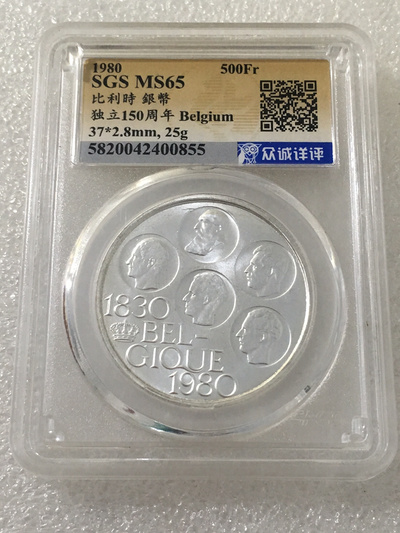 1980 500Fr
SGS MS65
比利時 銀幣
独立150周年 Belgium
37*2.8mm, 25g
5820042400855 众诚评评
1830
BEL-
GIQUE
1980